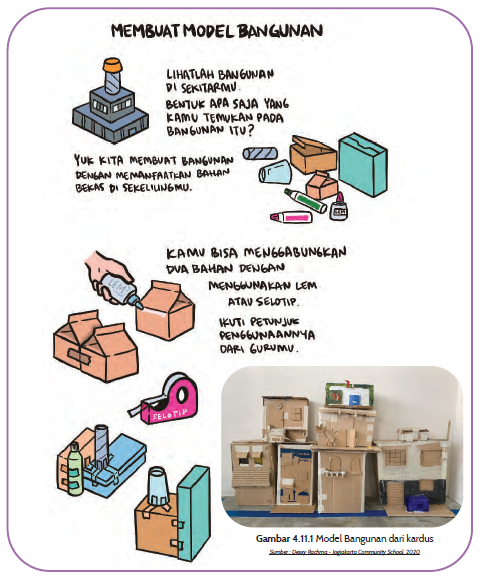 MEMBUAT MODEL BANGUNAN
LIHATLAH BANGUNAN
DI SEKITARMU.
BENTUK APA SAJA YANG
KAMU TEMUKAN PADA
BANGUNAN ITU?
YUK KITA MEMBUAT BANGUNAN
DENGAN MEMANFAATKAN BAHAN
BEKAS DI SEKELILINGMU.
KAMU BISA MENGGABUNGKAN
DUA BAHAN DENGAN
MENGGUNAKAN LEM
ATAU SELOTIP.
LEM
IKUTI PETUNJUK
PENGGUNAANNYA
DARI GURUMU.
SELOTIP
Gambar 4.11.1 Model Bangunan dari kardus
Sumber : Dessy Rachma - Jogjakarta Community School, 2020